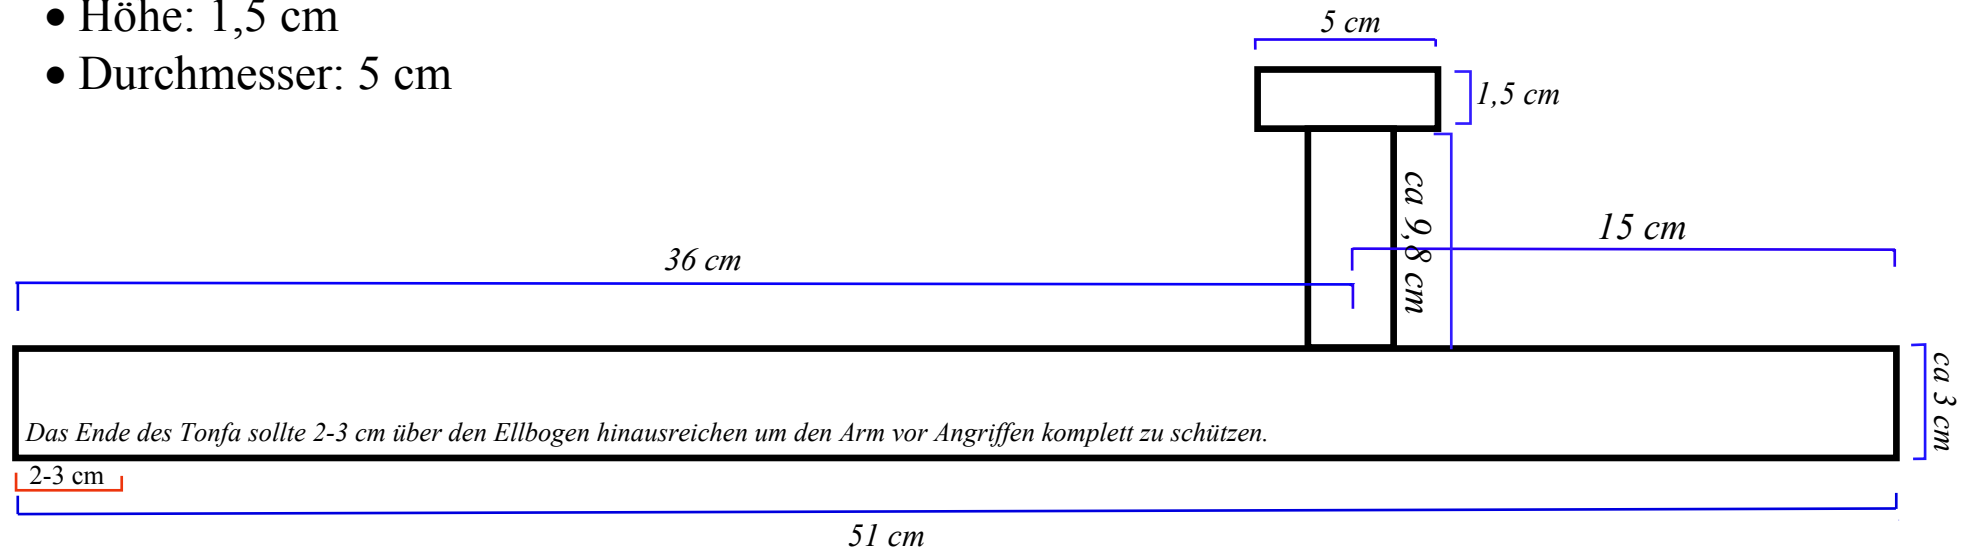 • Höhe: 1,5 cm
• Durchmesser: 5 cm
5 cm
1,5 cm
ca 9,8 cm
15 cm
36 cm
ca 3 cm
Das Ende des Tonfa sollte 2-3 cm über den Ellbogen hinausreichen um den Arm vor Angriffen komplett zu schützen.
2-3 cm
51 cm